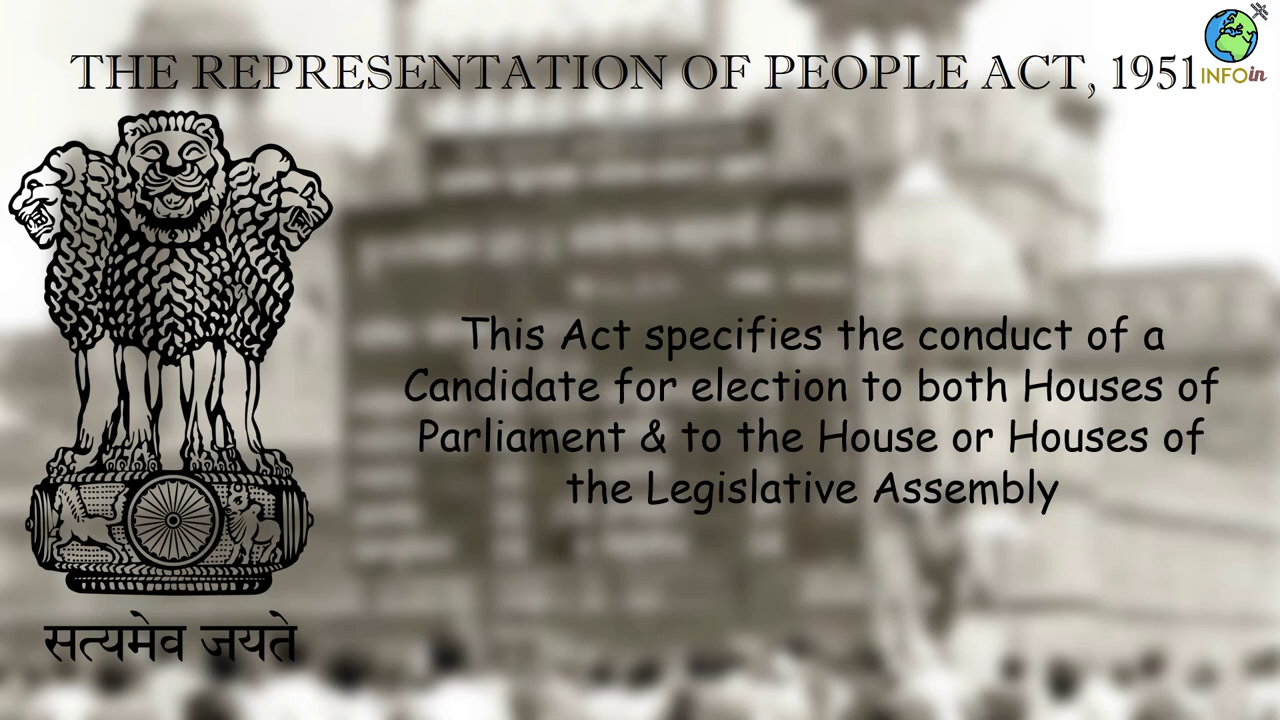 THE REPRESENTATION OF PEOPLE ACT, 1951
INFOin
This Act specifies the conduct of a
Candidate for election to both Houses of
Parliament & to the House or Houses of
the Legislative Assembly
सत्यमेव जयते